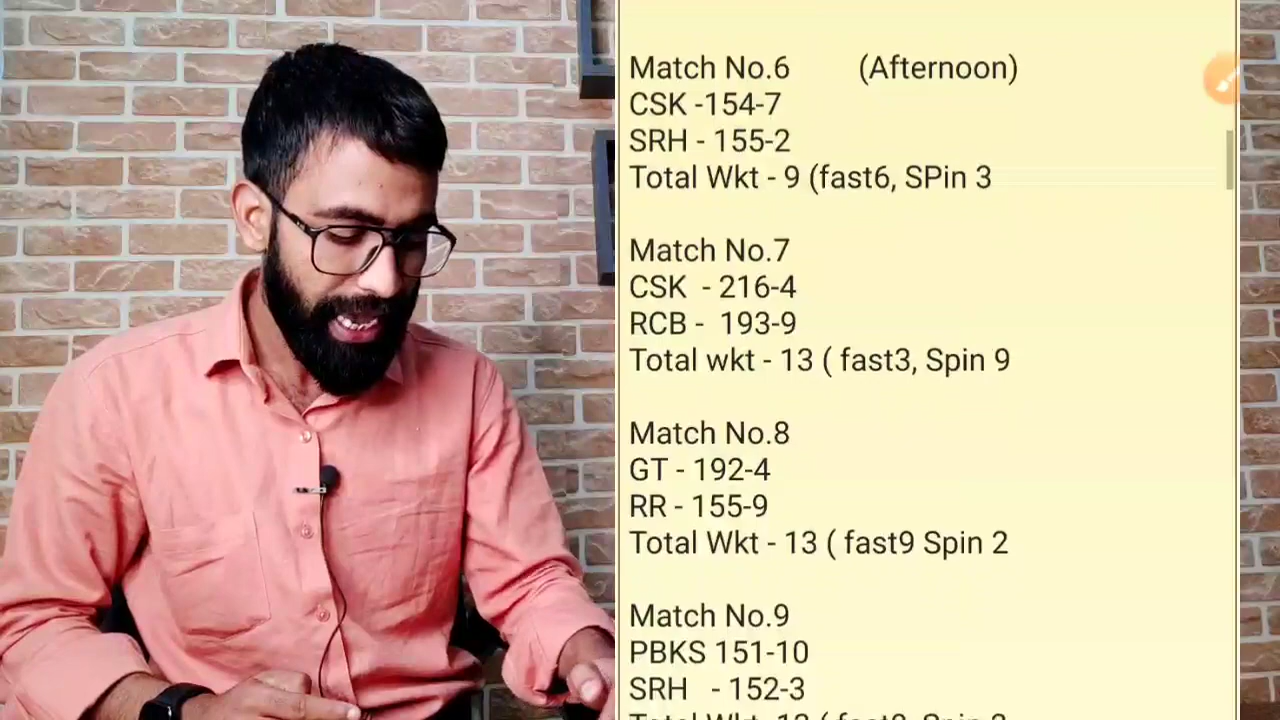 Match No.6 (Afternoon)
CSK -154-7
SRH - 155-2
Total Wkt - 9 (fast6, SPin 3
Match No.7
CSK - 216-4
RCB - 193-9
Total wkt - 13 ( fast3, Spin 9
Match No.8
GT - 192-4
RR - 155-9
Total Wkt - 13 ( fast9 Spin 2
Match No.9
PBKS 151-10
SRH - 152-3